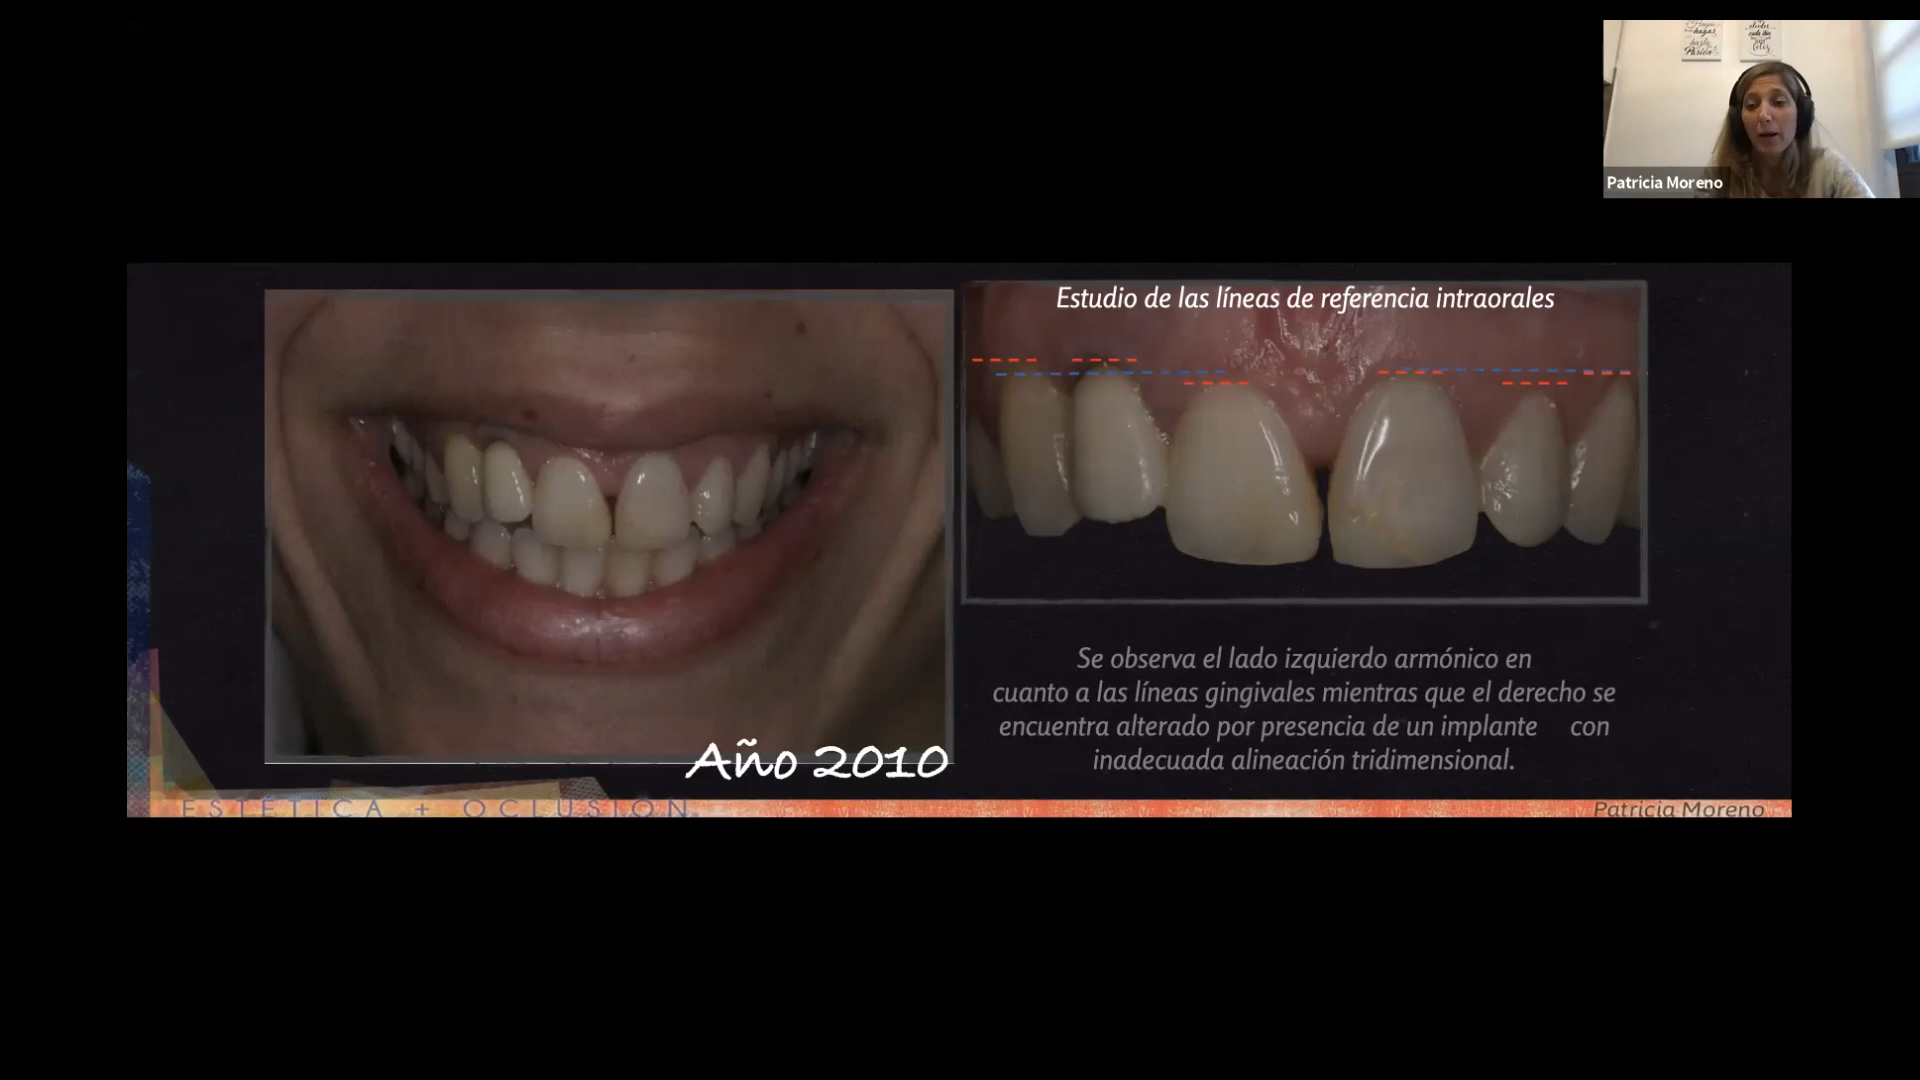 Patricia Moreno
Estudio de las líneas de referencia intraorales
Se observa el lado izquierdo armónico en
cuanto a las líneas gingivales mientras que el derecho se
encuentra alterado por presencia de un implante con
inadecuada alineación tridimensional.
Año 2010
ESTÉTICA + OCLUSIÓN
Patricia Moreno